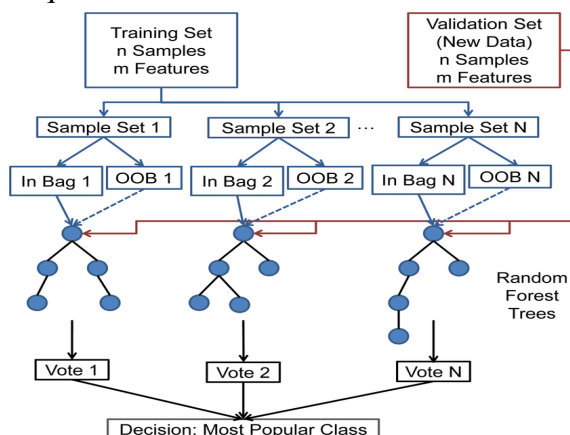 Training Set
n Samples
m Features
Validation Set
(New Data)
n Samples
m Features
Sample Set 1
Sample Set 2
...
Sample Set N
In Bag 1
OOB 1
In Bag 2
OOB 2
In Bag N
OOB N
Random
Forest
Trees
Vote 1
Vote 2
Vote N
Decision: Most Popular Class